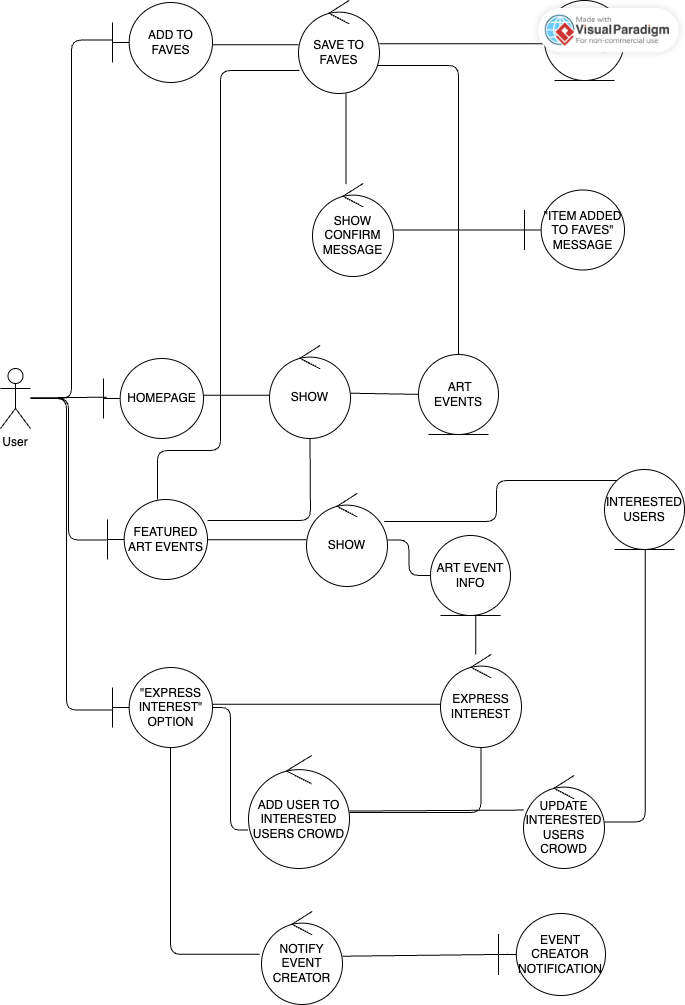 ADD TO
FAVES
SAVE TO
FAVES
Made with
VisualParadigm
For non-commercial use
SHOW
CONFIRM
MESSAGE
"ITEM ADDED
TO FAVES"
MESSAGE
User
HOMEPAGE
SHOW
ART
EVENTS
FEATURED
ART EVENTS
SHOW
ART EVENT
INFO
INTERESTED
USERS
"EXPRESS
INTEREST"
OPTION
EXPRESS
INTEREST
ADD USER TO
INTERESTED
USERS CROWD
UPDATE
INTERESTED
USERS
CROWD
NOTIFY
EVENT
CREATOR
EVENT
CREATOR
NOTIFICATION